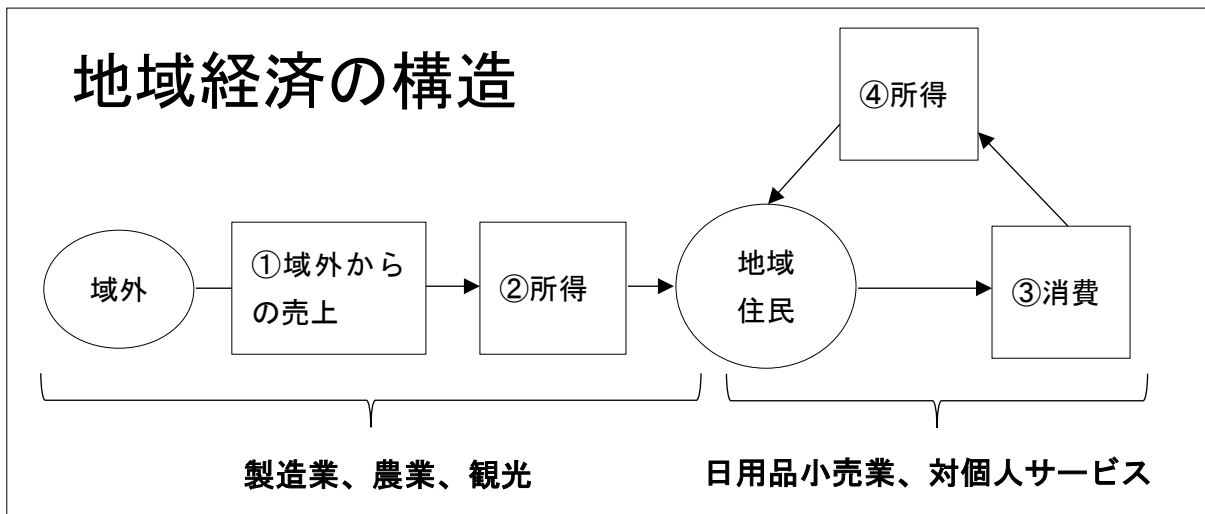 地域経済の構造
④所得
域外
①域外から
の売上
②所得
地域
住民
③消費
製造業、農業、観光
日用品小売業、対個人サービス